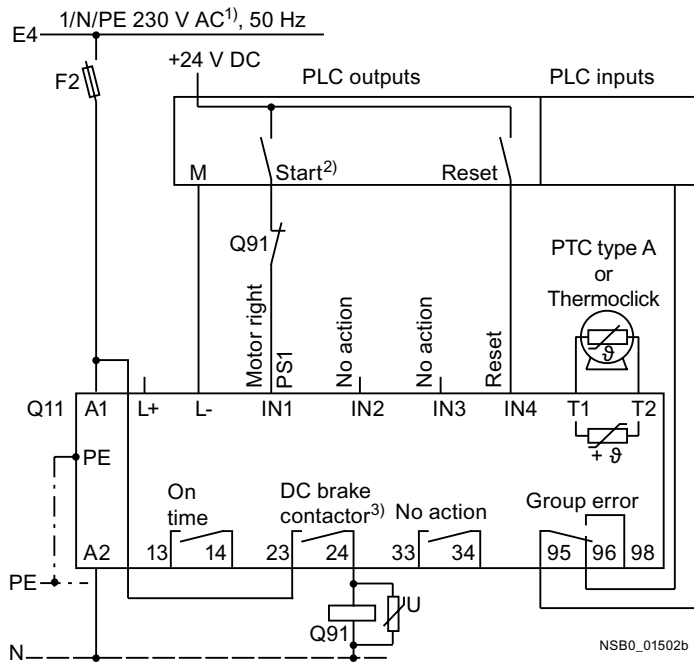 1/N/PE 230 V AC1), 50 Hz
E4
F2
+24 V DC
PLC outputs
PLC inputs
M
Start2)
Reset
Q91
PTC type A
or
Thermoclick
ϑ
Motor right
PS1
No action
No action
Reset
Q11
A1
L+
L-
IN1
IN2
IN3
IN4
T1
T2
+ ϑ
PE
On
time
DC brake
contactor3)
No action
Group error
A2
13
14
23
24
33
34
95
96
98
PE
U
Q91
N
NSB0_01502b